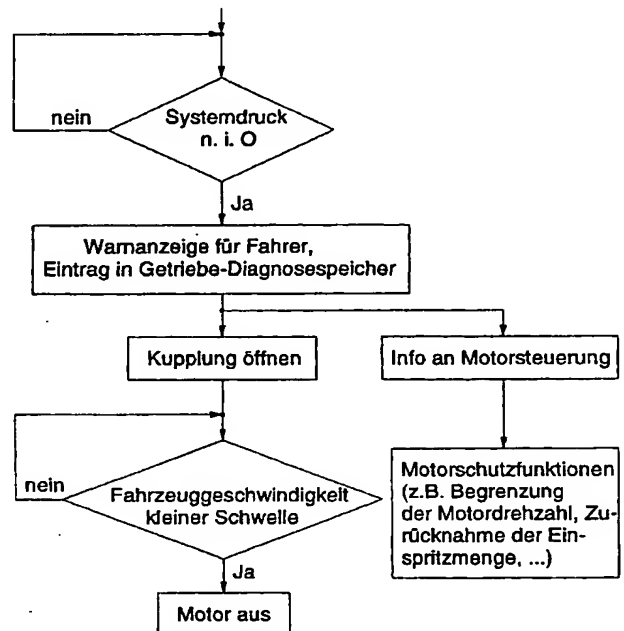 nein
Systemdruck
n. i. O
Ja
Warnanzeige für Fahrer,
Eintrag in Getriebe-Diagnosespeicher
Kupplung öffnen
Info an Motorsteuerung
nein
Fahrzeuggeschwindigkeit
kleiner Schwelle
Motorschutzfunktionen
(z.B. Begrenzung
der Motordrehzahl, Zu-
rücknahme der Ein-
spritzmenge, ...)
Ja
Motor aus